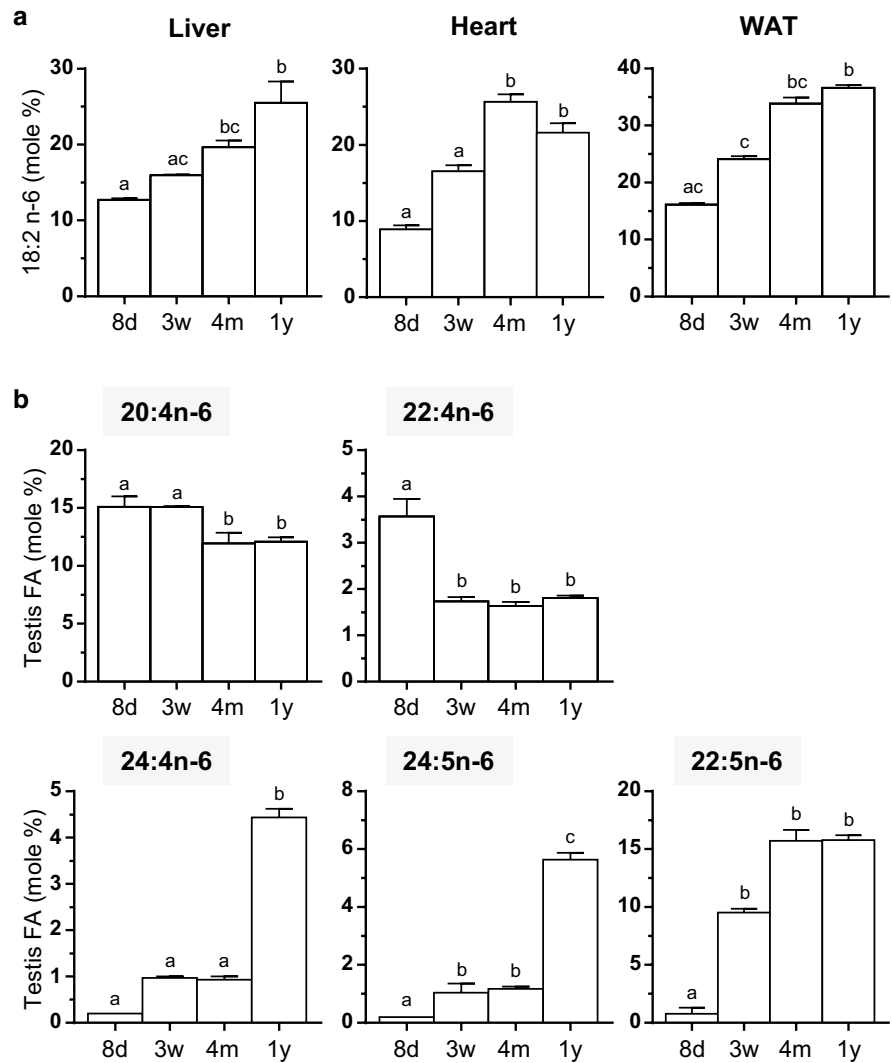 a
Liver Heart WAT
18:2 n-6 (mole %)
30
20
10
0
a ac bc b
8d 3w 4m 1y
30
20
10
0
a a b b
8d 3w 4m 1y
40
30
20
10
0
ac c bc b
8d 3w 4m 1y
b
20:4n-6 22:4n-6
Testis FA (mole %)
20
15
10
5
0
a a b b
8d 3w 4m 1y
5
4
3
2
1
0
a b b b
8d 3w 4m 1y
24:4n-6 24:5n-6 22:5n-6
Testis FA (mole %)
5
4
3
2
1
0
a a a b
8d 3w 4m 1y
8
6
4
2
0
a b b c
8d 3w 4m 1y
20
15
10
5
0
a b b b
8d 3w 4m 1y